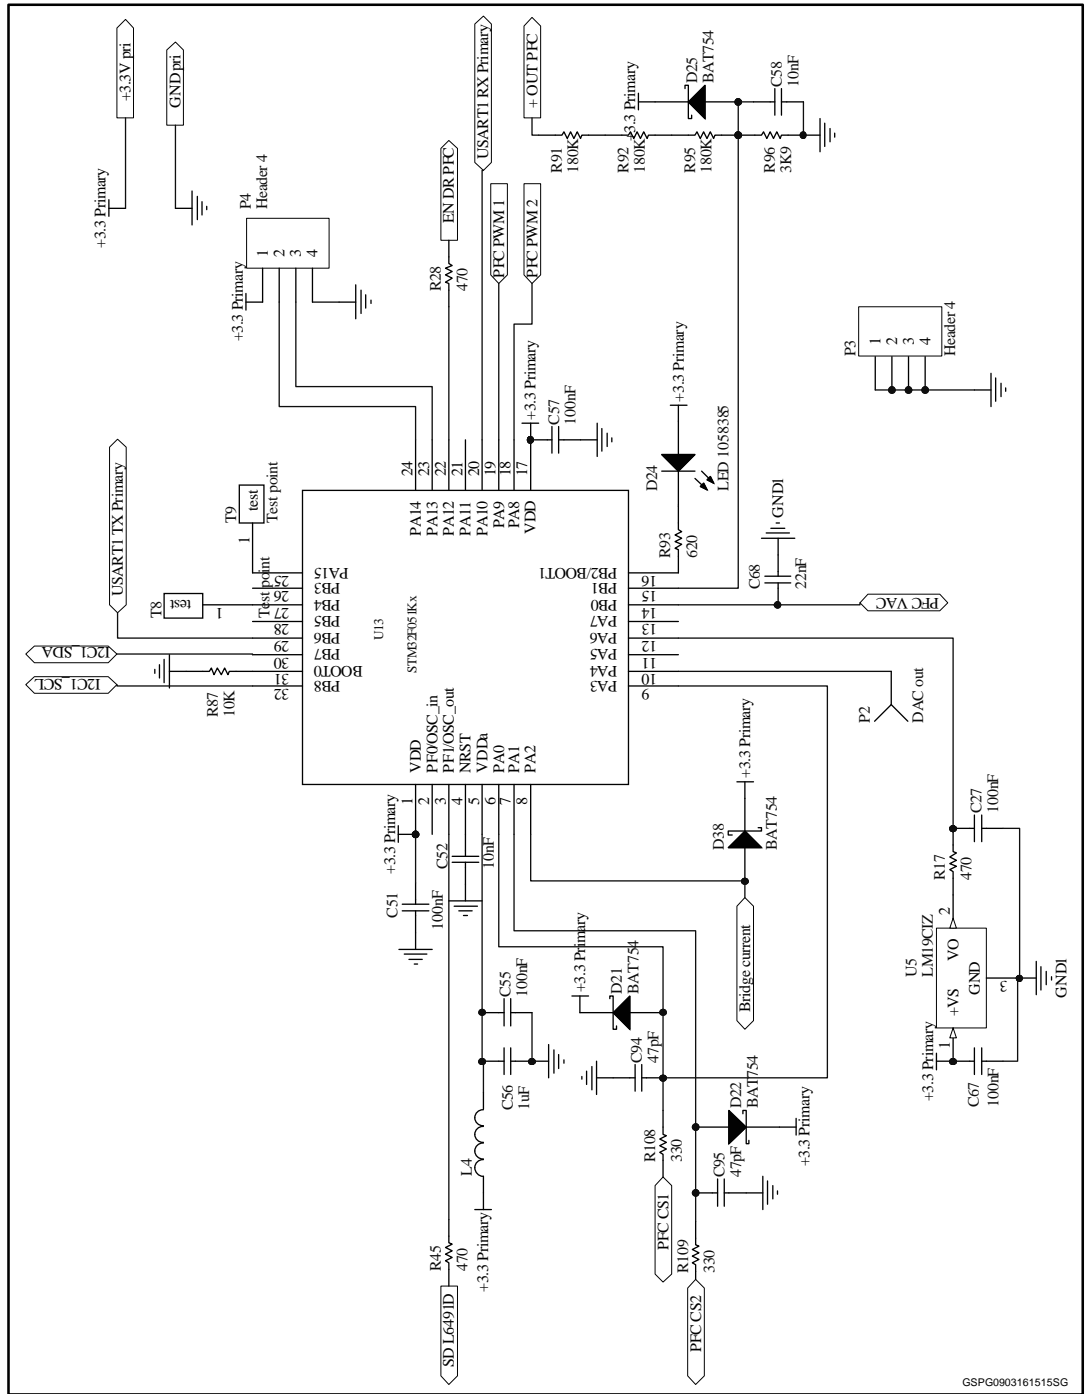 +3.3V pri
+3.3 Primary
GNDpri
P4
Header 4
+3.3 Primary
1
2
3
4
USART1 RX Primary
EN DR PFC
R28
470
PFC PWM 1
PFC PWM 2
+ OUT PFC
R91
180K
R92
180K
+3.3 Primary
R95
180K
R96
3K9
D25
BAT754
C58
10nF
+3.3 Primary
C57
100nF
P3
1
2
3
4
Header 4
D24
LED 1058385
+3.3 Primary
R93
620
USART1 TX Primary
T9
test
Test point
1
T8
test
Test point
1
I2C1_SDA
I2C1_SCL
R87
10K
U13
STM32F051Kx
24
23
22
21
20
19
18
17
PA14
PA13
PA12
PA11
PA10
PA9
PA8
VDD
PA15
PB3
PB4
PB5
PB6
PB7
BOOT0
PB8
25
26
27
28
29
30
31
32
PB2/BOOT1
PB1
PB0
PA7
PA6
PA5
PA4
PA3
16
15
14
13
12
11
10
9
VDD
PF0/OSC_in
PF1/OSC_out
NRST
VDDa
PA0
PA1
PA2
1
2
3
4
5
6
7
8
C68
22nF
GND1
PFC VAC
P2
DAC out
+3.3 Primary
C51
100nF
C52
10nF
C55
100nF
C56
1uF
L4
+3.3 Primary
R45
470
SD L6491D
+3.3 Primary
D21
BAT754
C94
47pF
R108
330
PFC CS1
D38
BAT754
+3.3 Primary
Bridge current
D22
BAT754
+3.3 Primary
C95
47pF
R109
330
PFC CS2
U5
LM19CIZ
+VS
VO
GND
1
2
3
R17
470
C27
100nF
C67
100nF
+3.3 Primary
GND1
GSPG0903161515SG